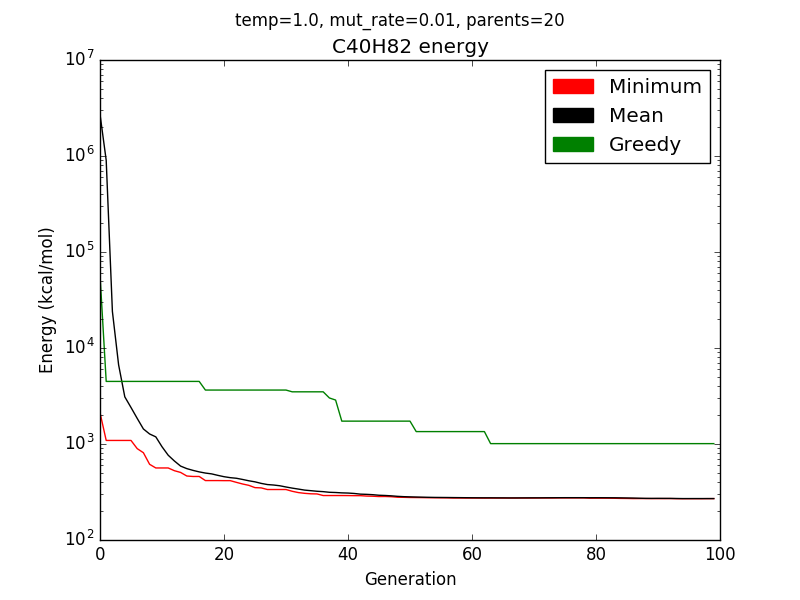 temp=1.0, mut_rate=0.01, parents=20
C40H82 energy
10^7
10^6
10^5
10^4
10^3
10^2
Energy (kcal/mol)
Minimum
Mean
Greedy
0 20 40 60 80 100
Generation